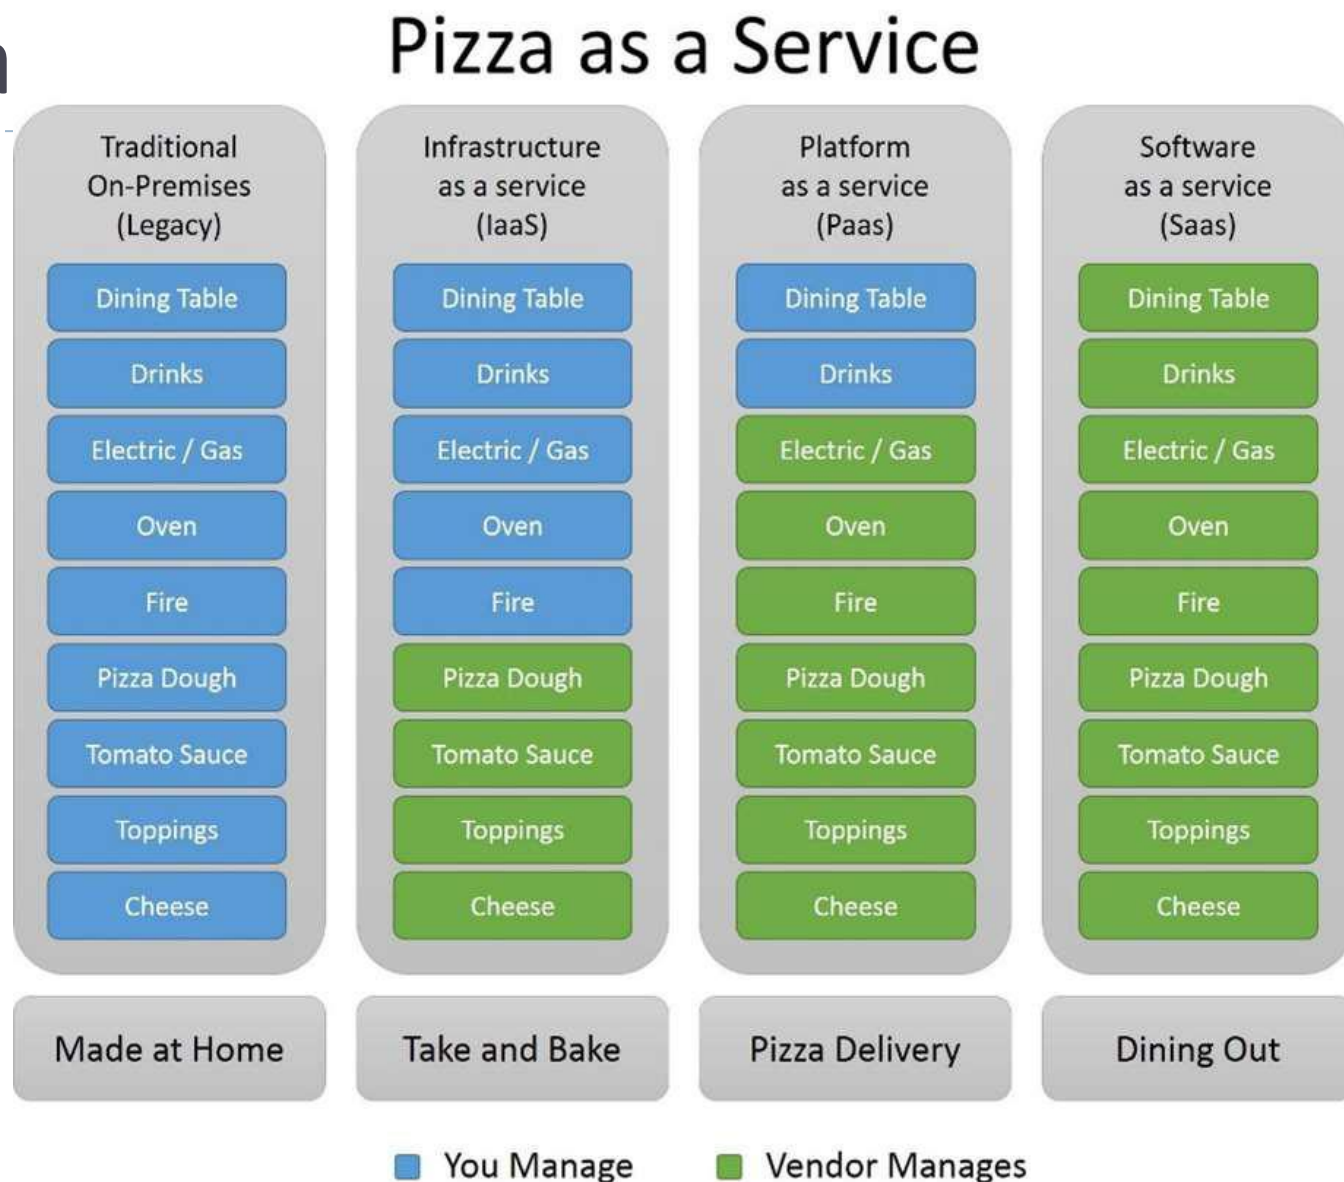 Pizza as a Service
Traditional
On-Premises
(Legacy)
Dining Table
Drinks
Electric / Gas
Oven
Fire
Pizza Dough
Tomato Sauce
Toppings
Cheese
Made at Home
Infrastructure
as a service
(IaaS)
Dining Table
Drinks
Electric / Gas
Oven
Fire
Pizza Dough
Tomato Sauce
Toppings
Cheese
Take and Bake
Platform
as a service
(Paas)
Dining Table
Drinks
Electric / Gas
Oven
Fire
Pizza Dough
Tomato Sauce
Toppings
Cheese
Pizza Delivery
Software
as a service
(Saas)
Dining Table
Drinks
Electric / Gas
Oven
Fire
Pizza Dough
Tomato Sauce
Toppings
Cheese
Dining Out
You Manage
Vendor Manages